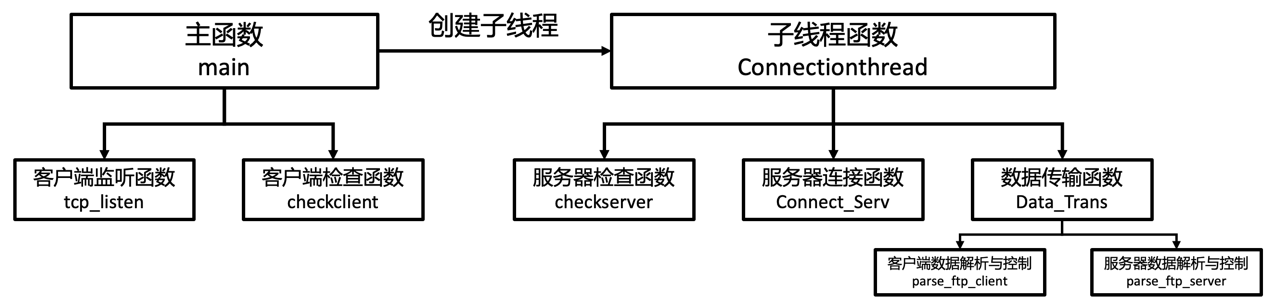 主函数
main
创建子线程
子线程函数
Connectionthread
客户端监听函数
tcp_listen
客户端检查函数
checkclient
服务器检查函数
checkserver
服务器连接函数
Connect_Serv
数据传输函数
Data_Trans
客户端数据解析与控制
parse_ftp_client
服务器数据解析与控制
parse_ftp_server